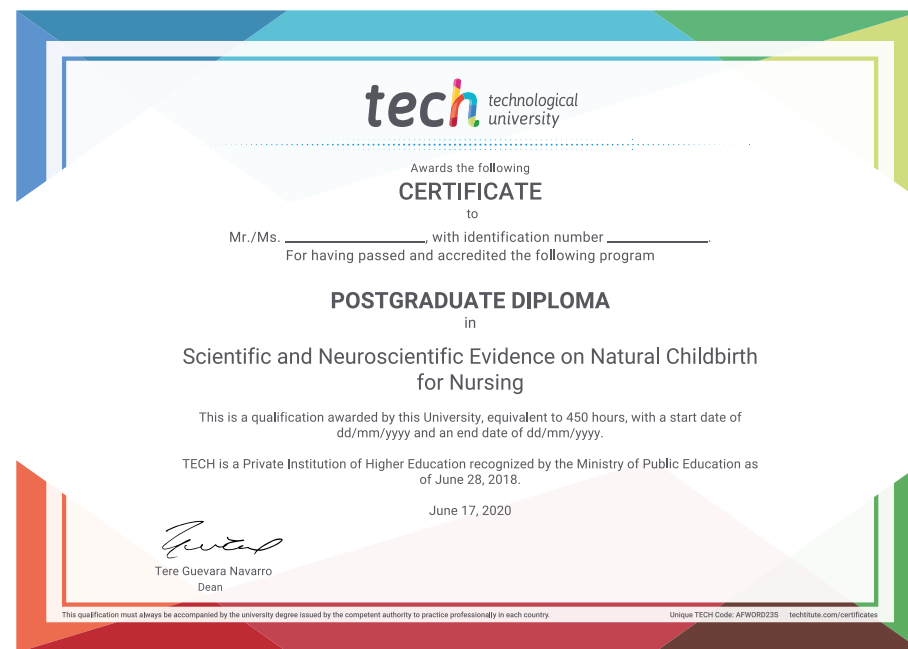 tech technological
university
Awards the following
CERTIFICATE
to
Mr./Ms. ____________________, with identification number ______________.
For having passed and accredited the following program
POSTGRADUATE DIPLOMA
in
Scientific and Neuroscientific Evidence on Natural Childbirth
for Nursing
This is a qualification awarded by this University, equivalent to 450 hours, with a start date of
dd/mm/yyyy and an end date of dd/mm/yyyy.
TECH is a Private Institution of Higher Education recognized by the Ministry of Public Education as
of June 28, 2018.
June 17, 2020
Tere Guevara Navarro
Dean
This qualification must always be accompanied by the university degree issued by the competent authority to practice professionally in each country. Unique TECH Code: AFWORD23S techtitute.com/certificates